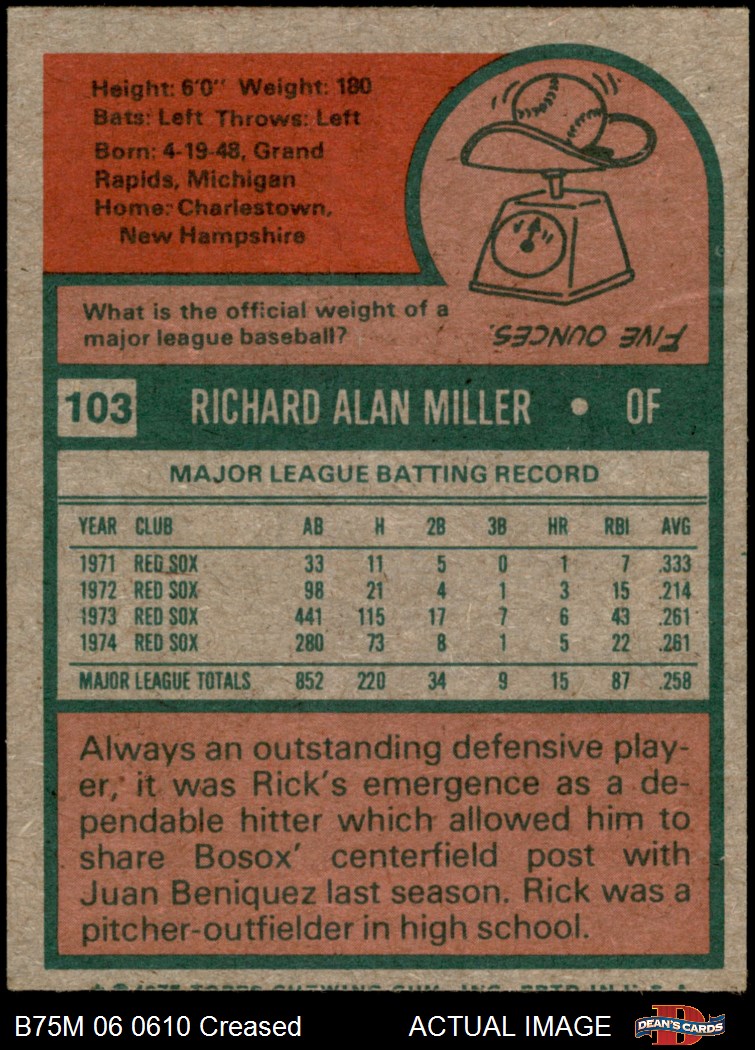 Height: 6'0" Weight: 180
Bats: Left Throws: Left
Born: 4-19-48, Grand
Rapids, Michigan
Home: Charlestown,
New Hampshire
What is the official weight of a
major league baseball?
FIVE OUNCES.
103 RICHARD ALAN MILLER • OF
MAJOR LEAGUE BATTING RECORD
YEAR CLUB AB H 2B 3B HR RBI AVG
1971 RED SOX 33 11 5 0 1 7 .333
1972 RED SOX 98 21 4 1 3 15 .214
1973 RED SOX 441 115 17 7 6 43 .261
1974 RED SOX 280 73 8 1 5 22 .261
MAJOR LEAGUE TOTALS 852 220 34 9 15 87 .258
Always an outstanding defensive play-
er, it was Rick's emergence as a de-
pendable hitter which allowed him to
share Bosox' centerfield post with
Juan Beniquez last season. Rick was a
pitcher-outfielder in high school.
* © 1975 TOPPS CHEWING GUM, INC. PRTD IN U.S.A.
B75M 06 0610 Creased ACTUAL IMAGE
D
DEAN'S CARDS